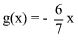 g(x) = - 6/7 x